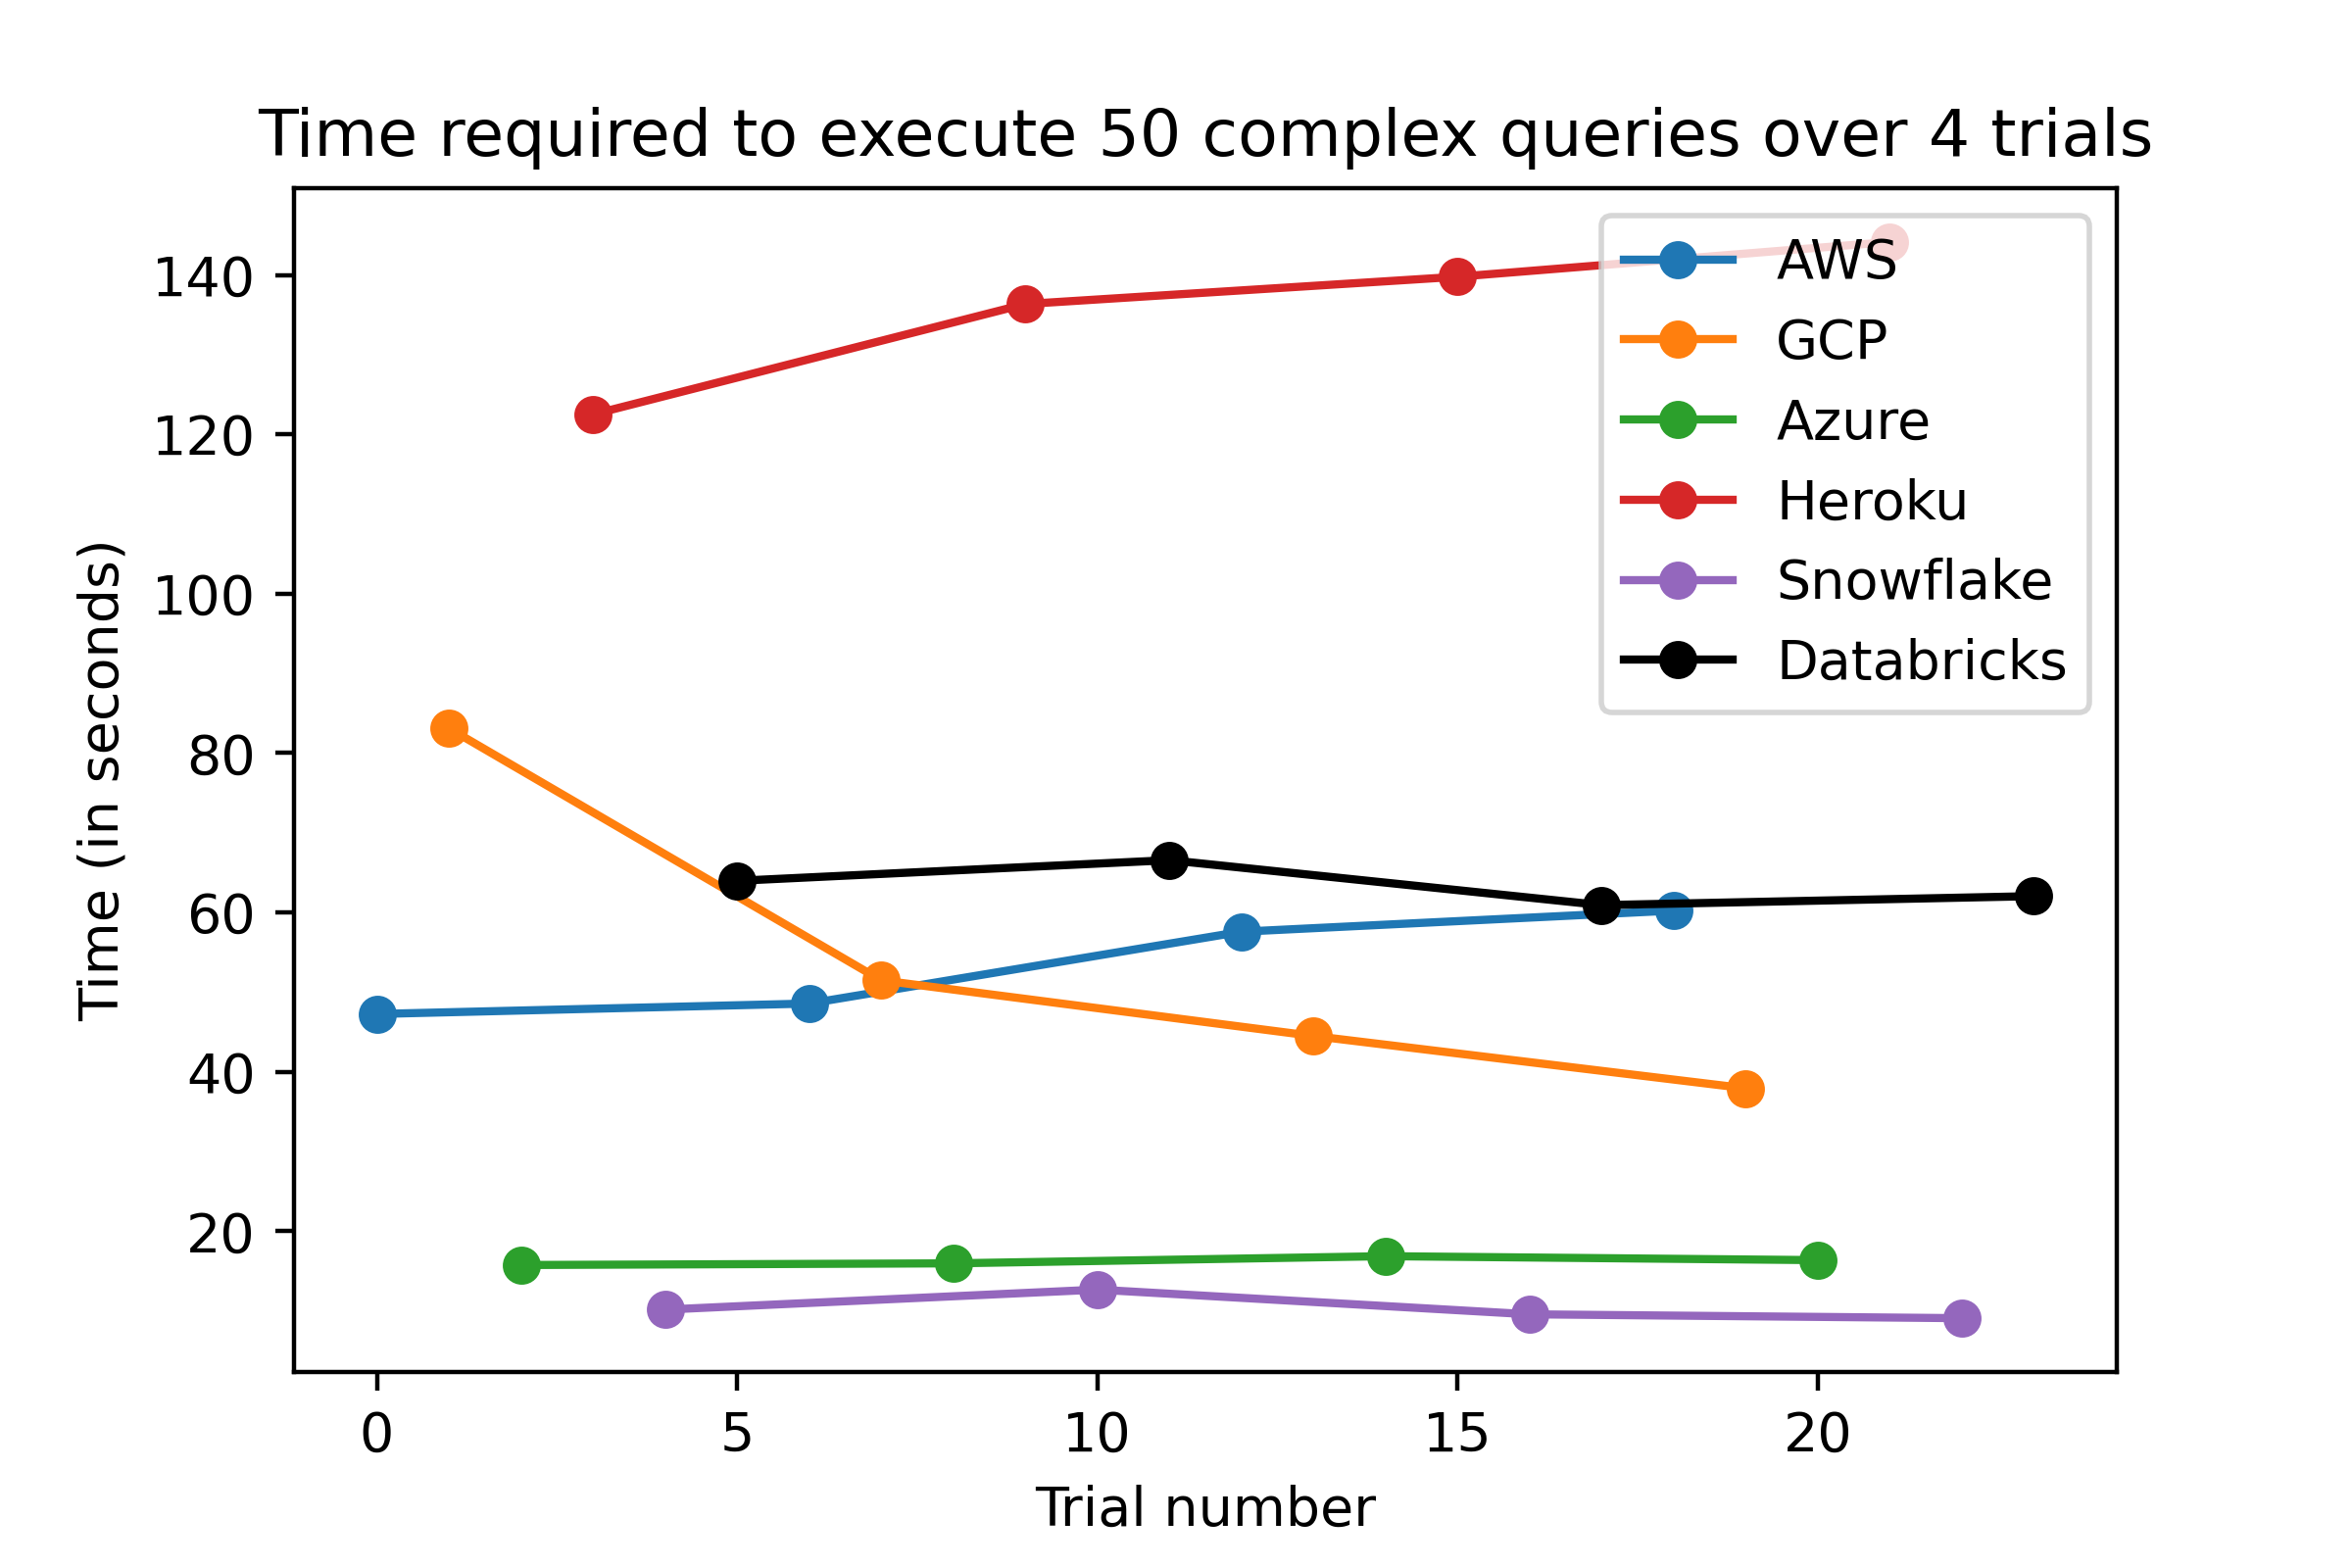 Time required to execute 50 complex queries over 4 trials
140
120
100
80
60
40
20
Time (in seconds)
AWS
GCP
Azure
Heroku
Snowflake
Databricks
0 5 10 15 20
Trial number